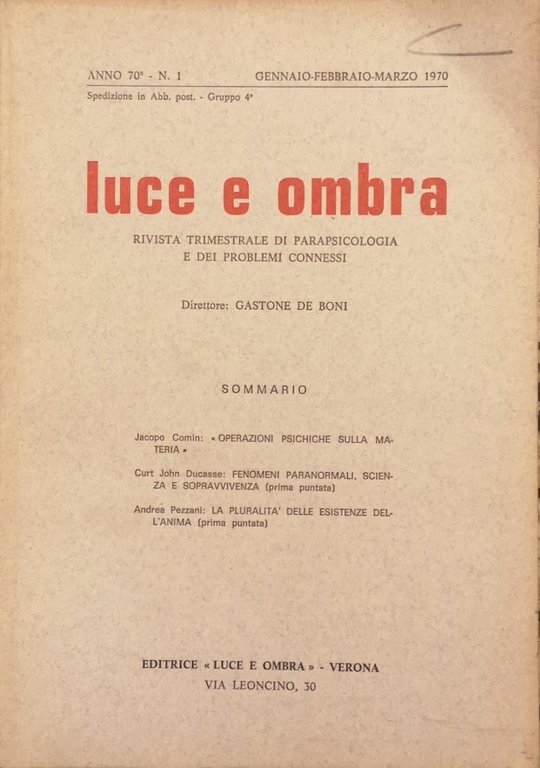 ANNO 70° - N. 1 GENNAIO-FEBBRAIO-MARZO 1970
Spedizione in Abb. post. - Gruppo 4°
luce e ombra
RIVISTA TRIMESTRALE DI PARAPSICOLOGIA
E DEI PROBLEMI CONNESSI
Direttore: GASTONE DE BONI
SOMMARIO
Jacopo Comin: « OPERAZIONI PSICHICHE SULLA MA-
TERIA »
Curt John Ducasse: FENOMENI PARANORMALI, SCIEN-
ZA E SOPRAVVIVENZA (prima puntata)
Andrea Pezzani: LA PLURALITA' DELLE ESISTENZE DEL-
L'ANIMA (prima puntata)
EDITRICE « LUCE E OMBRA » - VERONA
VIA LEONCINO, 30